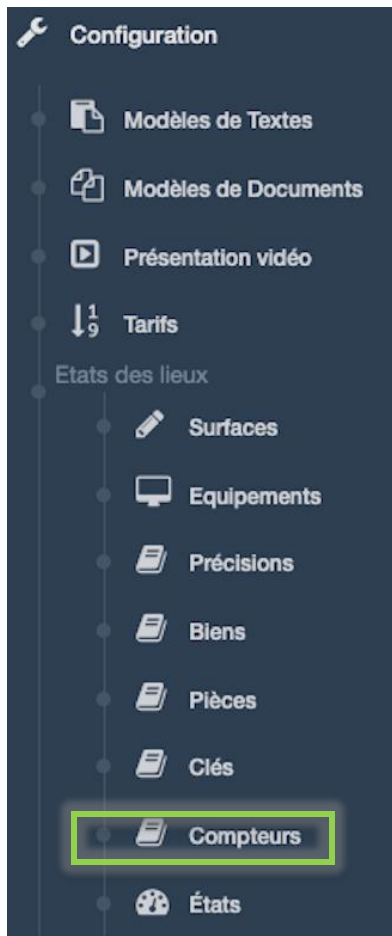 Configuration
Modèles de Textes
Modèles de Documents
Présentation vidéo
Tarifs
Etats des lieux
Surfaces
Equipements
Précisions
Biens
Pièces
Clés
Compteurs
États